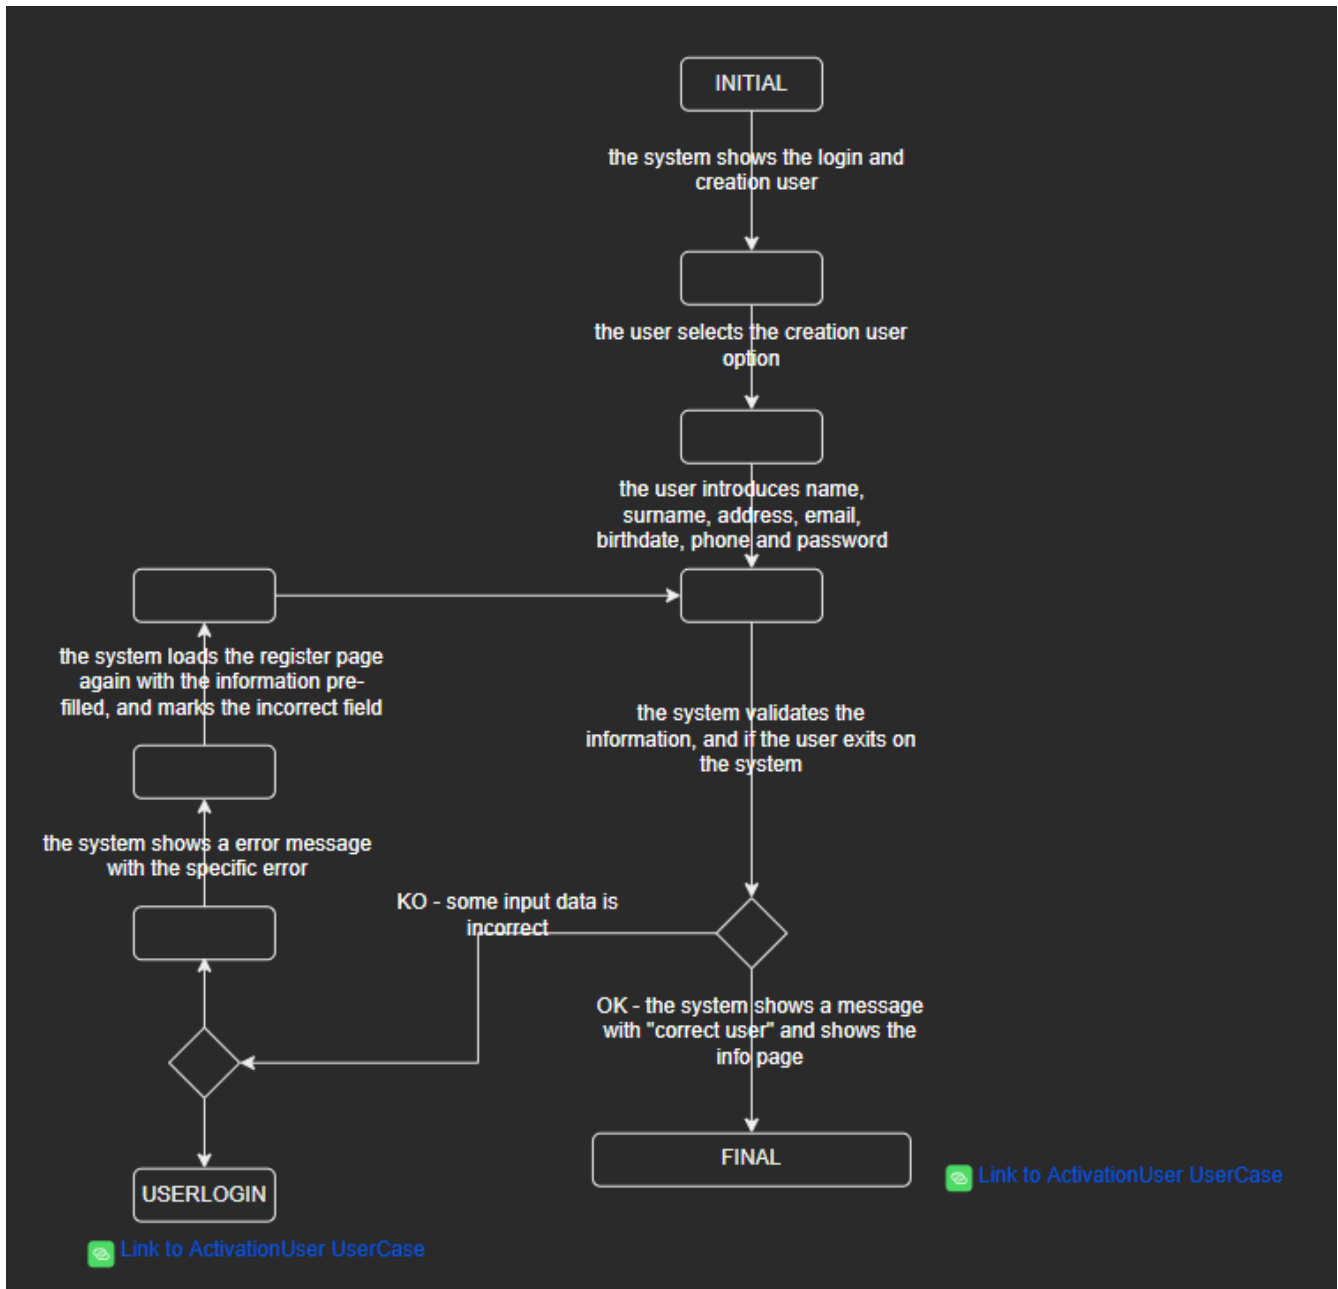 INITIAL
the system shows the login and
creation user
the user selects the creation user
option
the user introduces name,
surname, address, email,
birthdate, phone and password
the system loads the register page
again with the information pre-
filled, and marks the incorrect field
the system validates the
information, and if the user exits on
the system
the system shows a error message
with the specific error
KO - some input data is
incorrect
OK - the system shows a message
with "correct user" and shows the
info page
FINAL
Link to ActivationUser UserCase
USERLOGIN
Link to ActivationUser UserCase